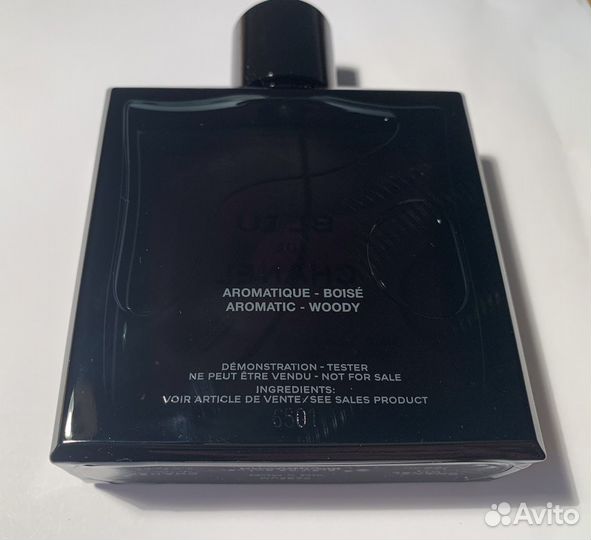 AROMATIQUE - BOISÉ
AROMATIC - WOODY
DÉMONSTRATION - TESTER
NE PEUT ÊTRE VENDU - NOT FOR SALE
INGREDIENTS:
VOIR ARTICLE DE VENTE/SEE SALES PRODUCT
6501
Avito